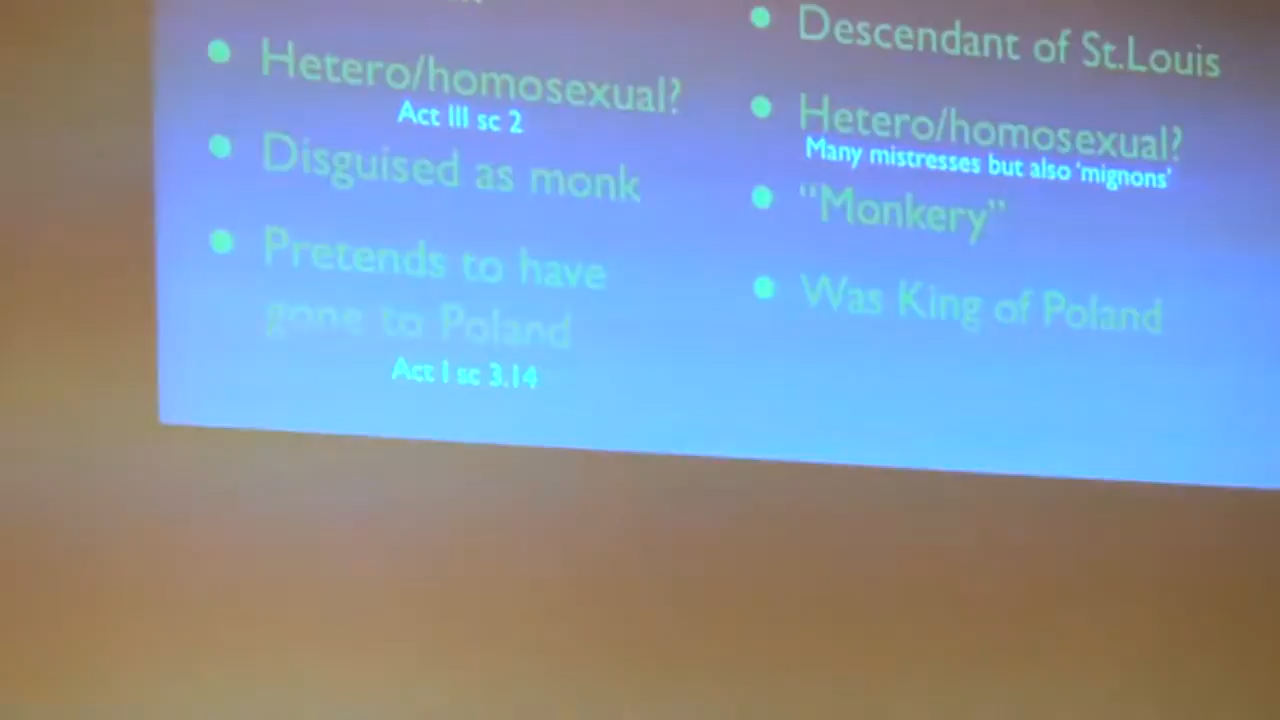 Hetero/homosexual?
Act III sc 2
Disguised as monk
Pretends to have
gone to Poland
Act I sc 3.14
Descendant of St.Louis
Hetero/homosexual?
Many mistresses but also 'mignons'
“Monkery”
Was King of Poland